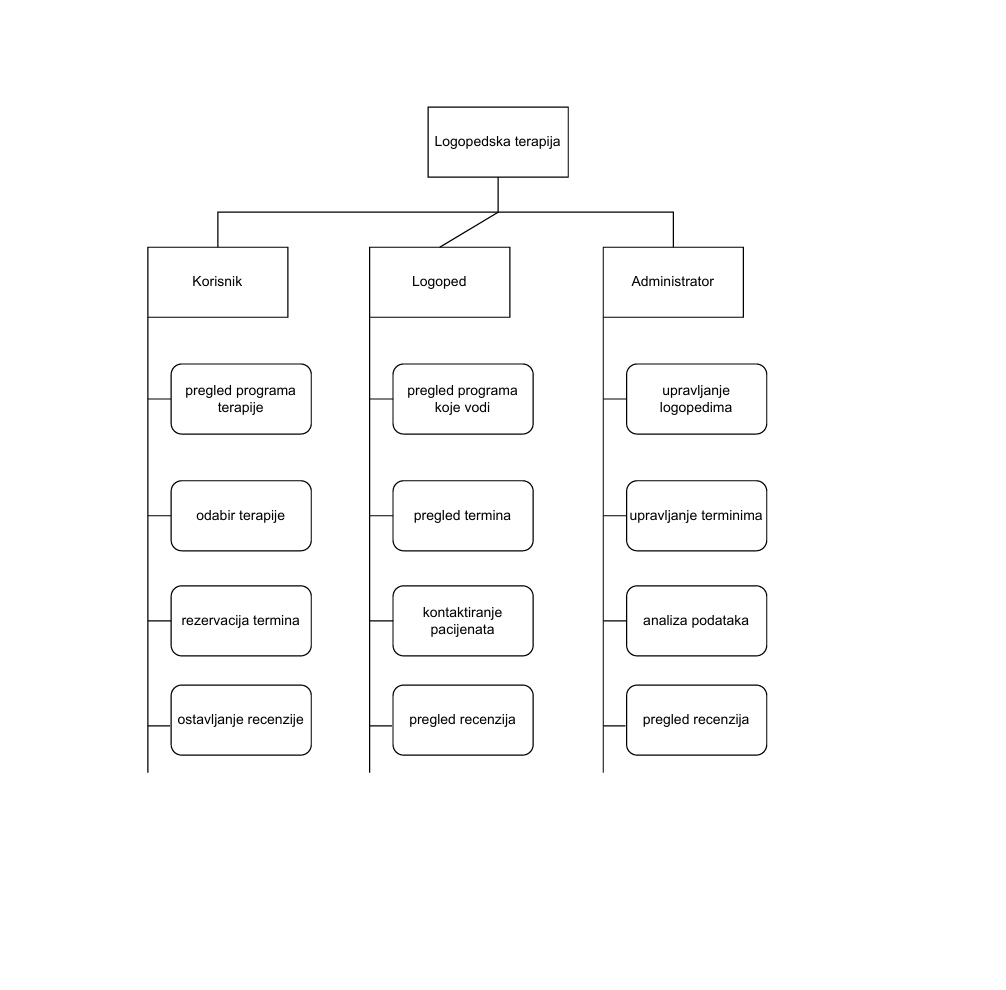 Logopedska terapija
Korisnik
Logoped
Administrator
pregled programa
terapije
pregled programa
koje vodi
upravljanje
logopedima
odabir terapije
pregled termina
upravljanje terminima
rezervacija termina
kontaktiranje
pacijenata
analiza podataka
ostavljanje recenzije
pregled recenzija
pregled recenzija